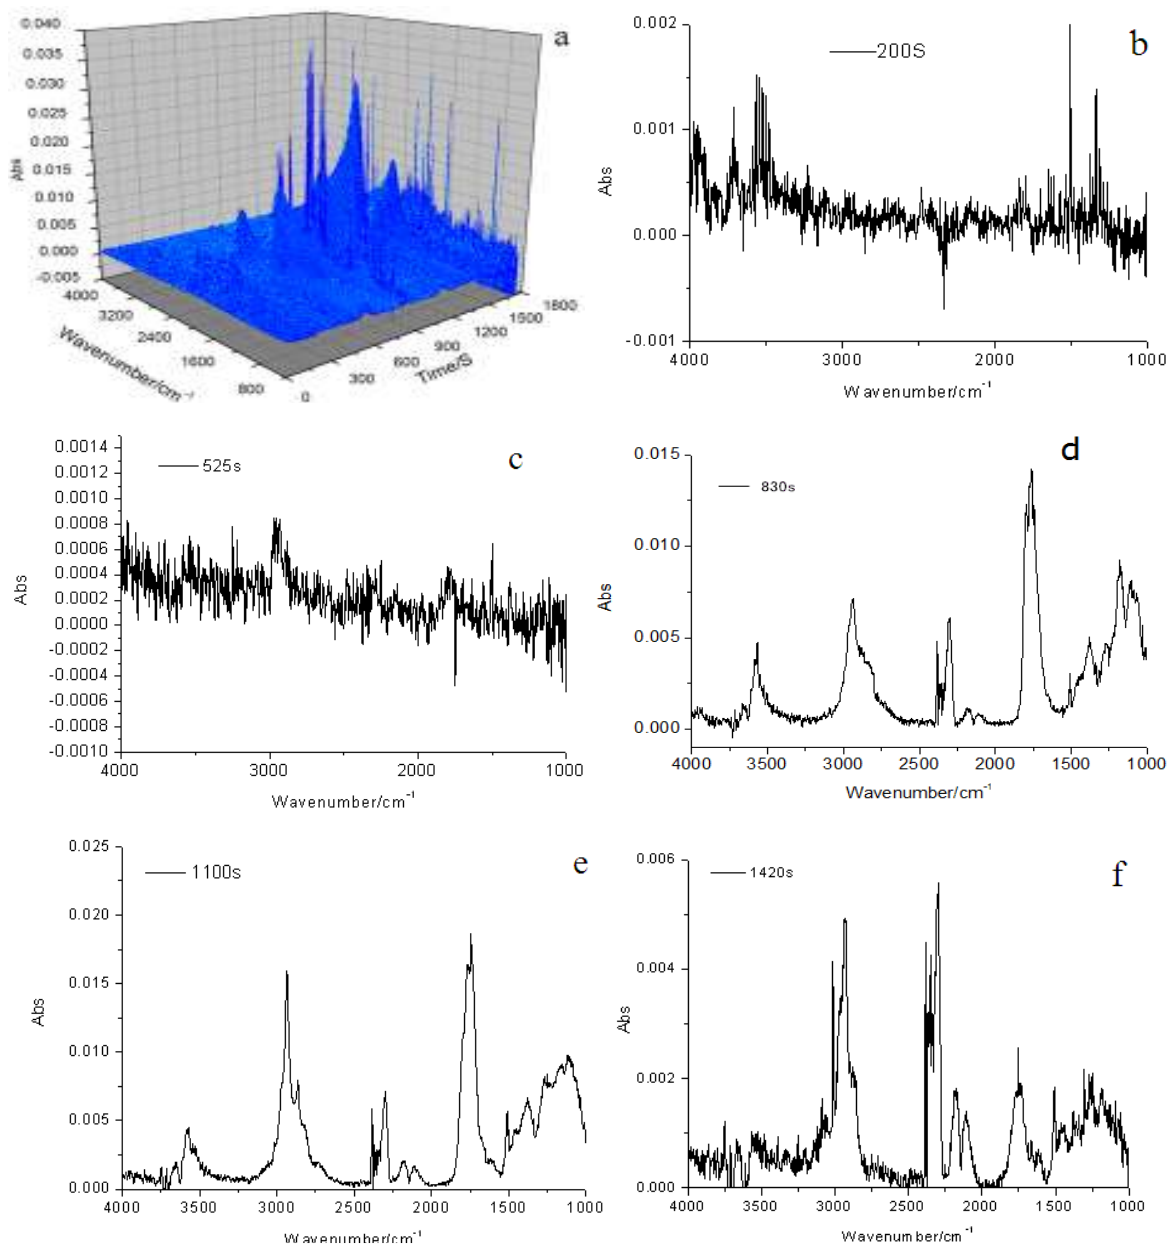 a
0.040
0.035
0.030
0.025
0.020
0.015
0.010
0.005
0.000
-0.005
Abs
4000
3200
2400
1600
800
Wavenumber/cm⁻¹
0
300
600
900
1200
1500
1800
Time/S
b
200S
0.002
0.001
0.000
-0.001
Abs
4000 3000 2000 1000
Wavenumber/cm⁻¹
c
525s
0.0014
0.0012
0.0010
0.0008
0.0006
0.0004
0.0002
0.0000
-0.0002
-0.0004
-0.0006
-0.0008
-0.0010
Abs
4000 3000 2000 1000
Wavenumber/cm⁻¹
d
830s
0.015
0.010
0.005
0.000
Abs
4000 3500 3000 2500 2000 1500 1000
Wavenumber/cm⁻¹
e
1100s
0.025
0.020
0.015
0.010
0.005
0.000
Abs
4000 3500 3000 2500 2000 1500 1000
Wavenumber/cm⁻¹
f
1420s
0.006
0.004
0.002
0.000
Abs
4000 3500 3000 2500 2000 1500 1000
Wavenumber/cm⁻¹